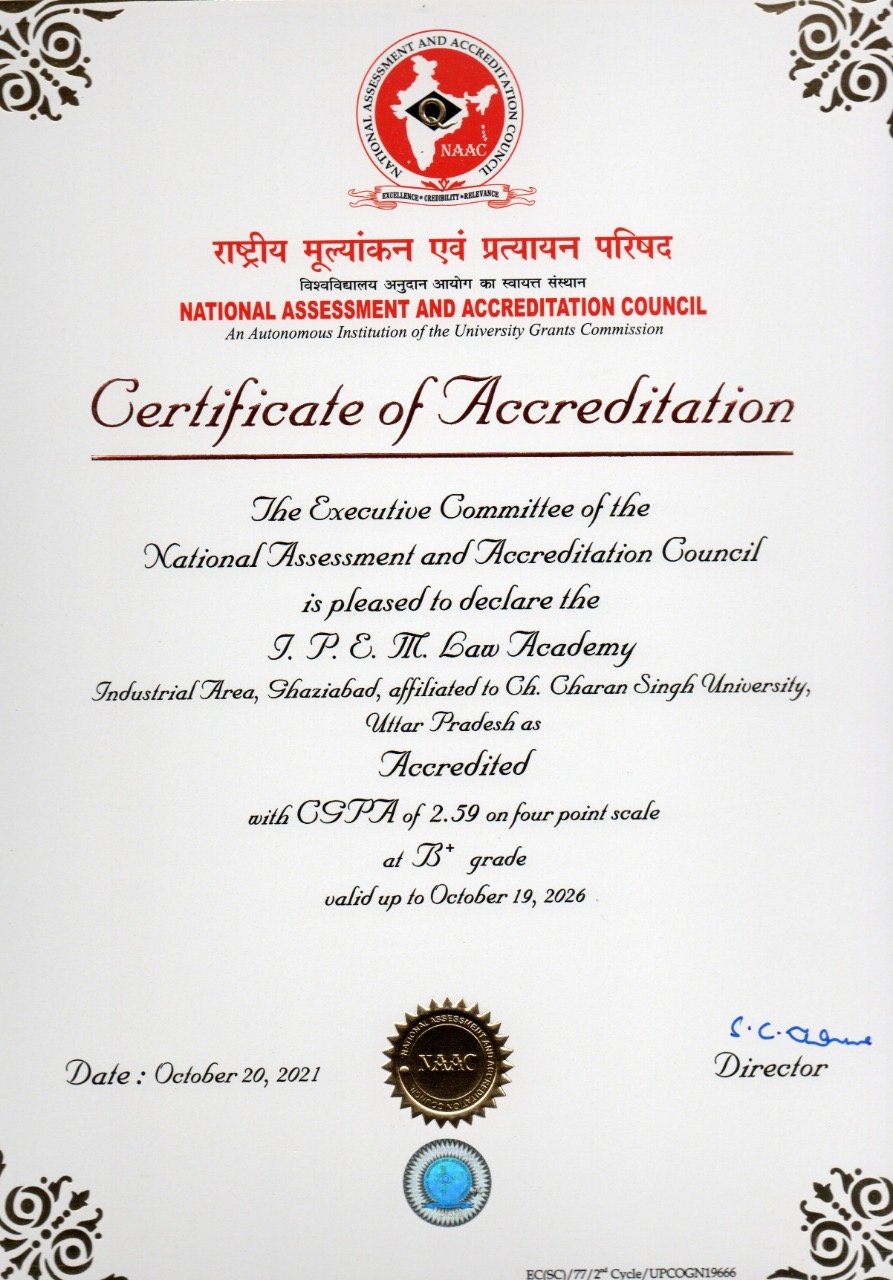 NATIONAL ASSESSMENT AND ACCREDITATION COUNCIL
Q
NAAC
EXCELLENCE • CREDIBILITY • RELEVANCE
राष्ट्रीय मूल्यांकन एवं प्रत्यायन परिषद
विश्वविद्यालय अनुदान आयोग का स्वायत्त संस्थान
NATIONAL ASSESSMENT AND ACCREDITATION COUNCIL
An Autonomous Institution of the University Grants Commission
Certificate of Accreditation
The Executive Committee of the
National Assessment and Accreditation Council
is pleased to declare the
I. P. E. M. Law Academy
Industrial Area, Ghaziabad, affiliated to Ch. Charan Singh University,
Uttar Pradesh as
Accredited
with CGPA of 2.59 on four point scale
at B⁺ grade
valid up to October 19, 2026
Date : October 20, 2021
NATIONAL ASSESSMENT AND ACCREDITATION COUNCIL
NAAC
S. C.
Director
EC(SC)/77/2nd Cycle/UPCOGN19666